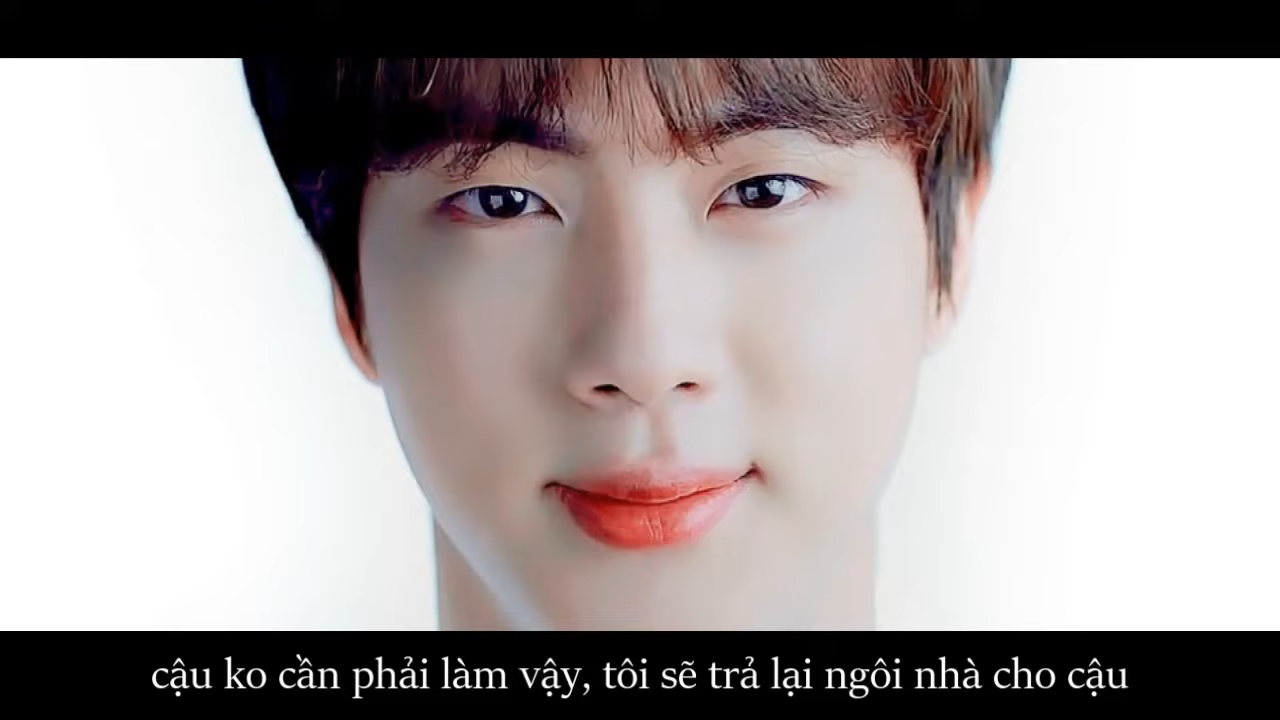 cậu ko cần phải làm vậy, tôi sẽ trả lại ngôi nhà cho cậu